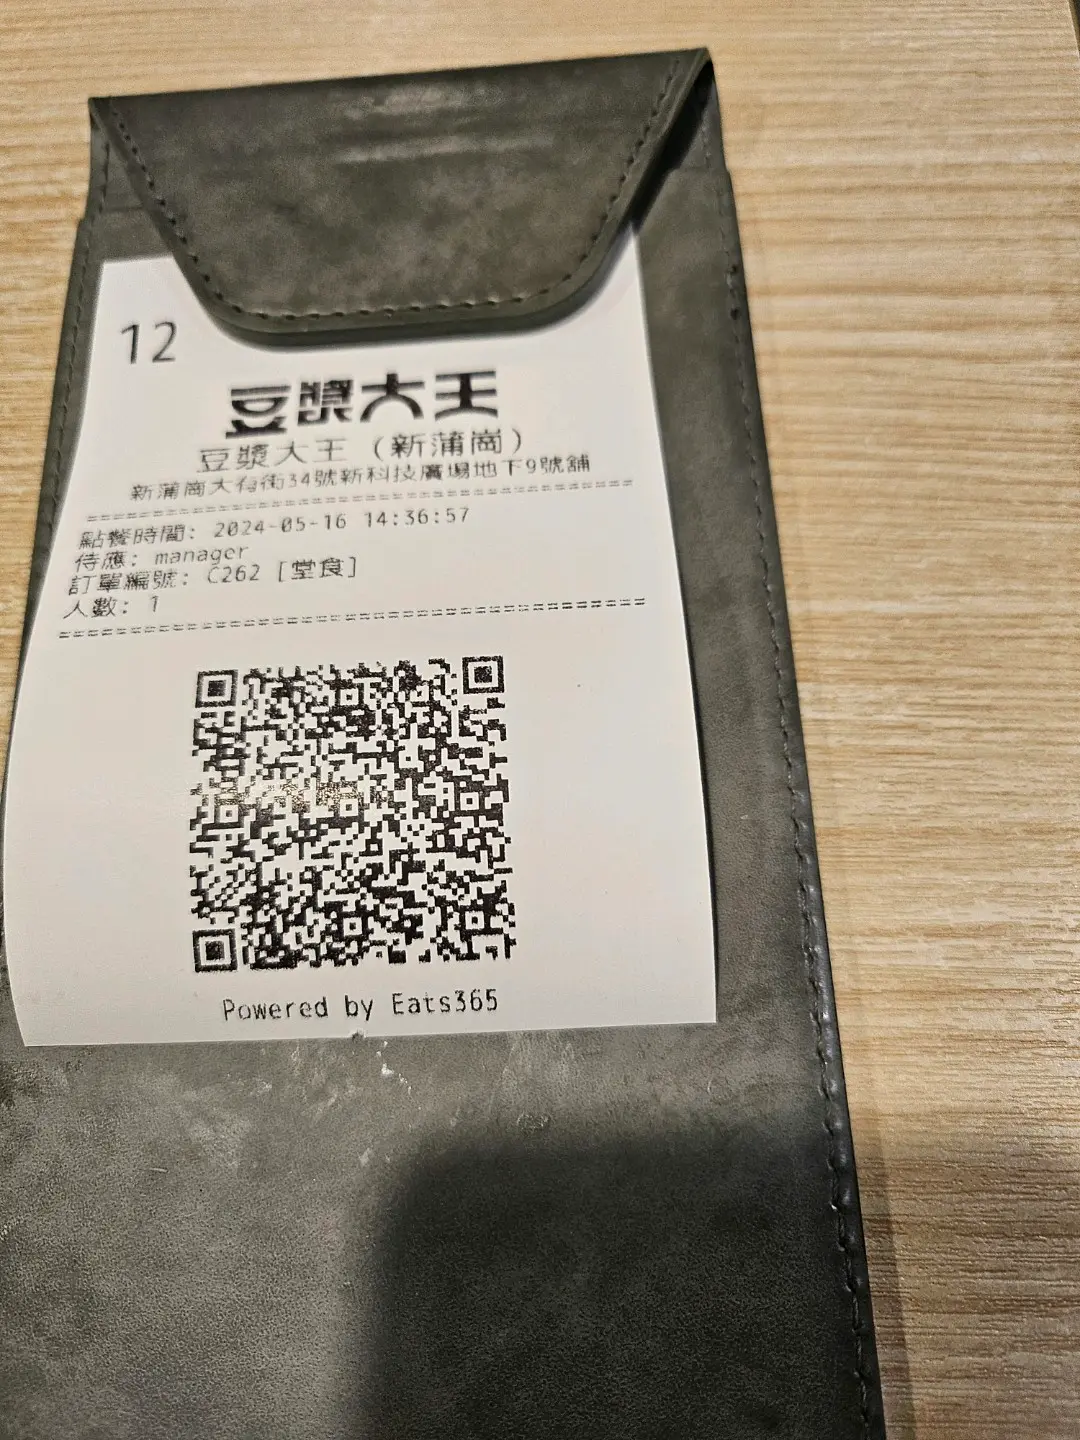 12
豆漿大王
豆漿大王 (新蒲崗)
新蒲崗大有街34號新科技廣場地下9號舖
點餐時間: 2024-05-16 14:36:57
侍應: manager
訂單編號: C262 [堂食]
人數: 1
Powered by Eats365